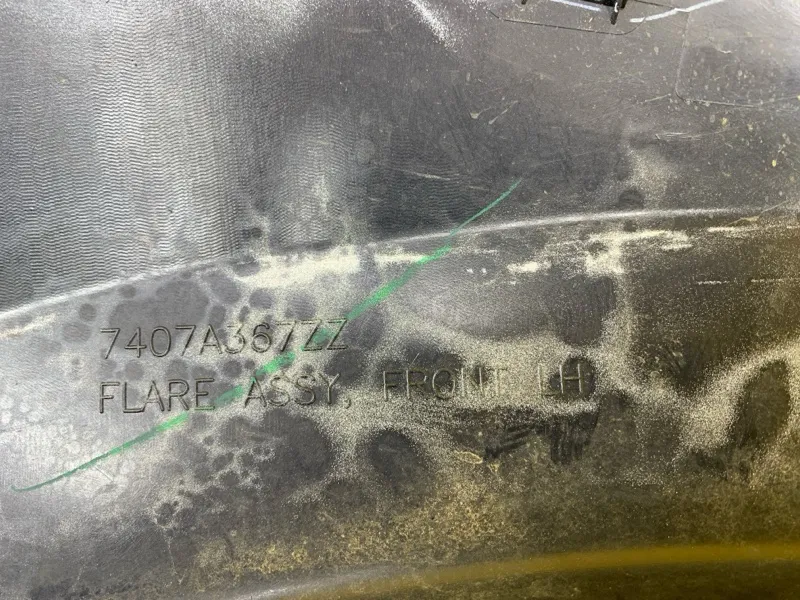 7407A367ZZ
FLARE ASSY, FRONT LH